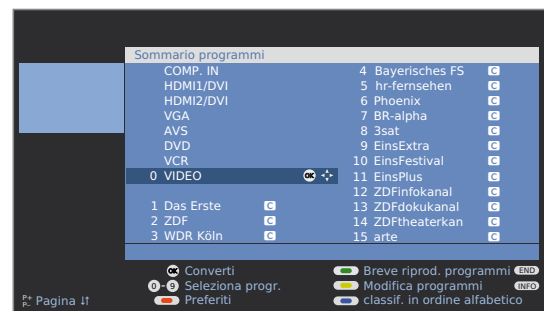 Sommario programmi
COMP. IN
HDMI1/DVI
HDMI2/DVI
VGA
AVS
DVD
VCR
0 VIDEO OK
1 Das Erste C
2 ZDF C
3 WDR Köln C
4 Bayerisches FS C
5 hr-fernsehen C
6 Phoenix C
7 BR-alpha C
8 3sat C
9 EinsExtra C
10 EinsFestival C
11 EinsPlus C
12 ZDFinfokanal C
13 ZDFdokukanal C
14 ZDFtheaterkan C
15 arte C
OK Converti
0-9 Seleziona progr.
P+ P- Pagina
Preferiti
Breve riprod. programmi END
Modifica programmi INFO
classif. in ordine alfabetico